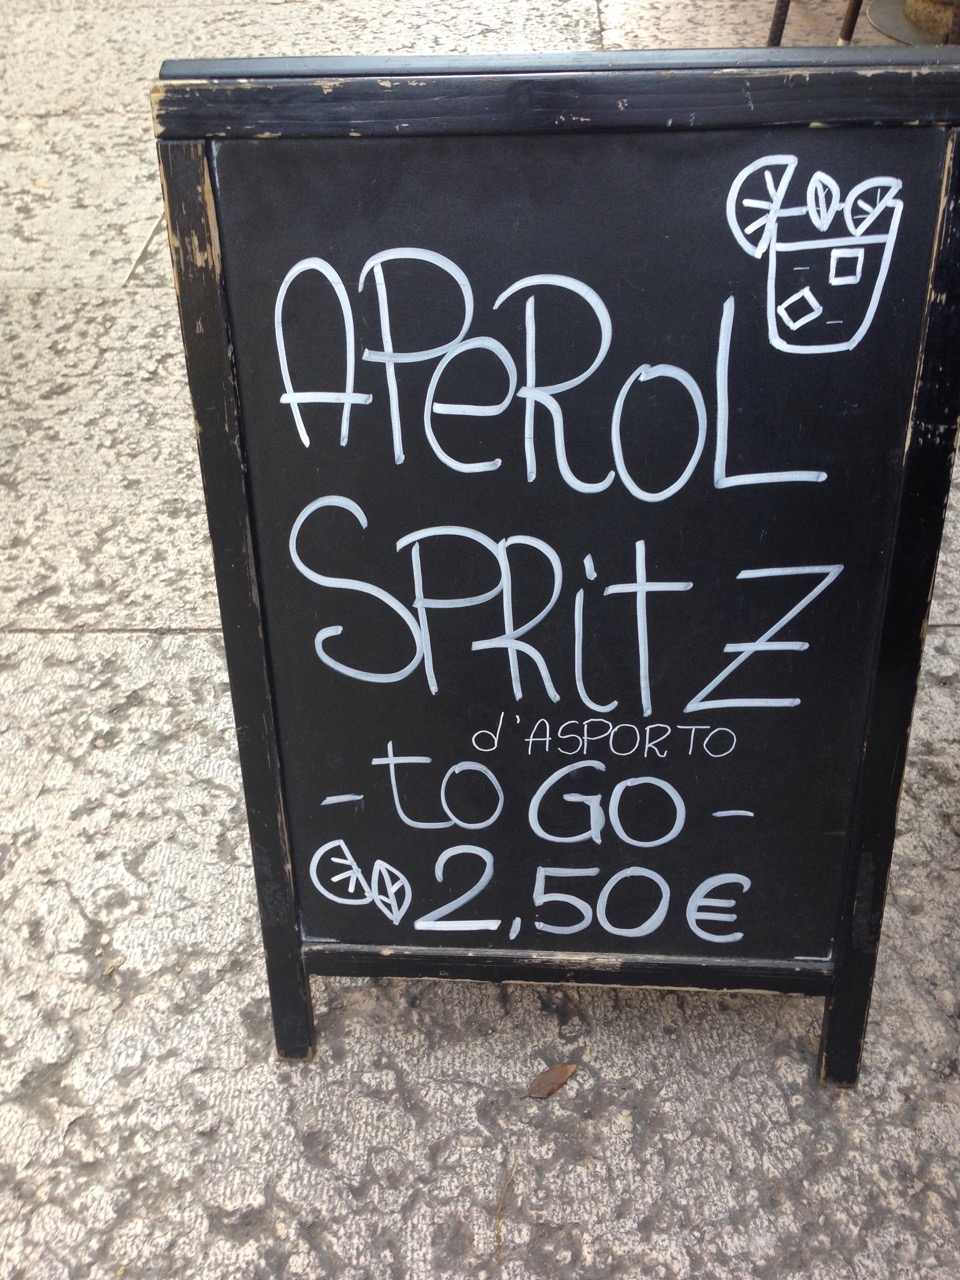 APeROL
SPRitZ
d'ASPORTO
- to GO -
2,50€